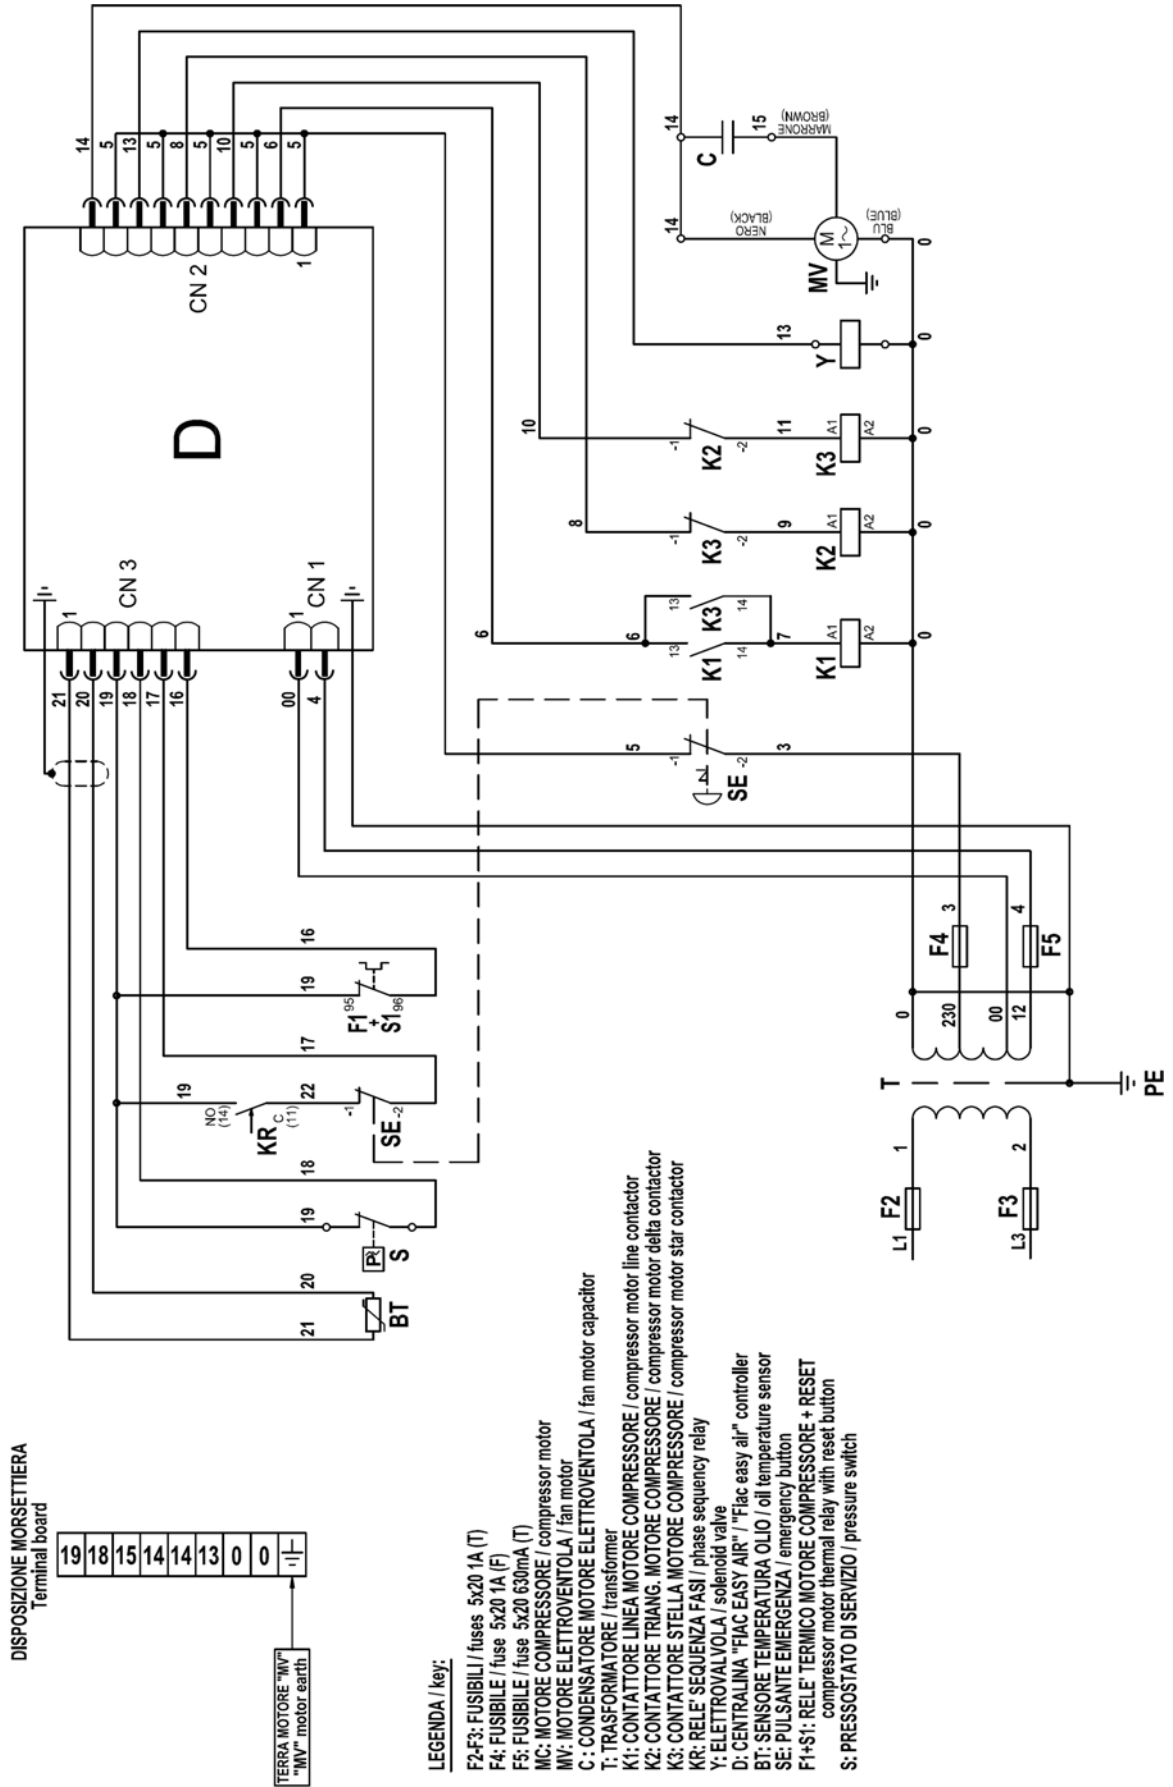 DISPOSIZIONE MORSETTIERA
Terminal board
19 18 15 14 14 13 0 0
TERRA MOTORE "MV"
"MV" motor earth
LEGENDA / key:
F2-F3: FUSIBILI / fuses 5x20 1A (T)
F4: FUSIBILE / fuse 5x20 1A (F)
F5: FUSIBILE / fuse 5x20 630mA (T)
MC: MOTORE COMPRESSORE / compressor motor
MV: MOTORE ELETTROVENTOLA / fan motor
C : CONDENSATORE MOTORE ELETTROVENTOLA / fan motor capacitor
T: TRASFORMATORE / transformer
K1: CONTATTORE LINEA MOTORE COMPRESSORE / compressor motor line contactor
K2: CONTATTORE TRIANG. MOTORE COMPRESSORE / compressor motor delta contactor
K3: CONTATTORE STELLA MOTORE COMPRESSORE / compressor motor star contactor
KR: RELE' SEQUENZA FASI / phase sequency relay
Y: ELETTROVALVOLA / solenoid valve
D: CENTRALINA "FIAC EASY AIR" / "Fiac easy air" controller
BT: SENSORE TEMPERATURA OLIO / oil temperature sensor
SE: PULSANTE EMERGENZA / emergency button
F1+S1: RELE' TERMICO MOTORE COMPRESSORE + RESET
compressor motor thermal relay with reset button
S: PRESSOSTATO DI SERVIZIO / pressure switch
D
CN 3
1
CN 1
1
CN 2
1
21
20
19
18
17
16
00
4
14
5
13
5
8
5
10
5
6
5
21
20
BT
19
18
P
S
19
NO
(14)
KR
C
(11)
22
17
-1
SE
-2
19
16
F1
95
+
S1
96
L1
F2
1
L3
F3
2
T
0
230
00
12
F4
3
F5
4
PE
5
-1
-2
SE
3
6
6
13
K1
14
13
K3
14
7
K1
A1
A2
0
8
-1
K3
-2
9
K2
A1
A2
0
10
-1
K2
-2
11
K3
A1
A2
0
13
Y
0
14
NERO
(BLACK)
14
C
15
MARRONE
(BROWN)
M
1~
MV
BLU
(BLUE)
0